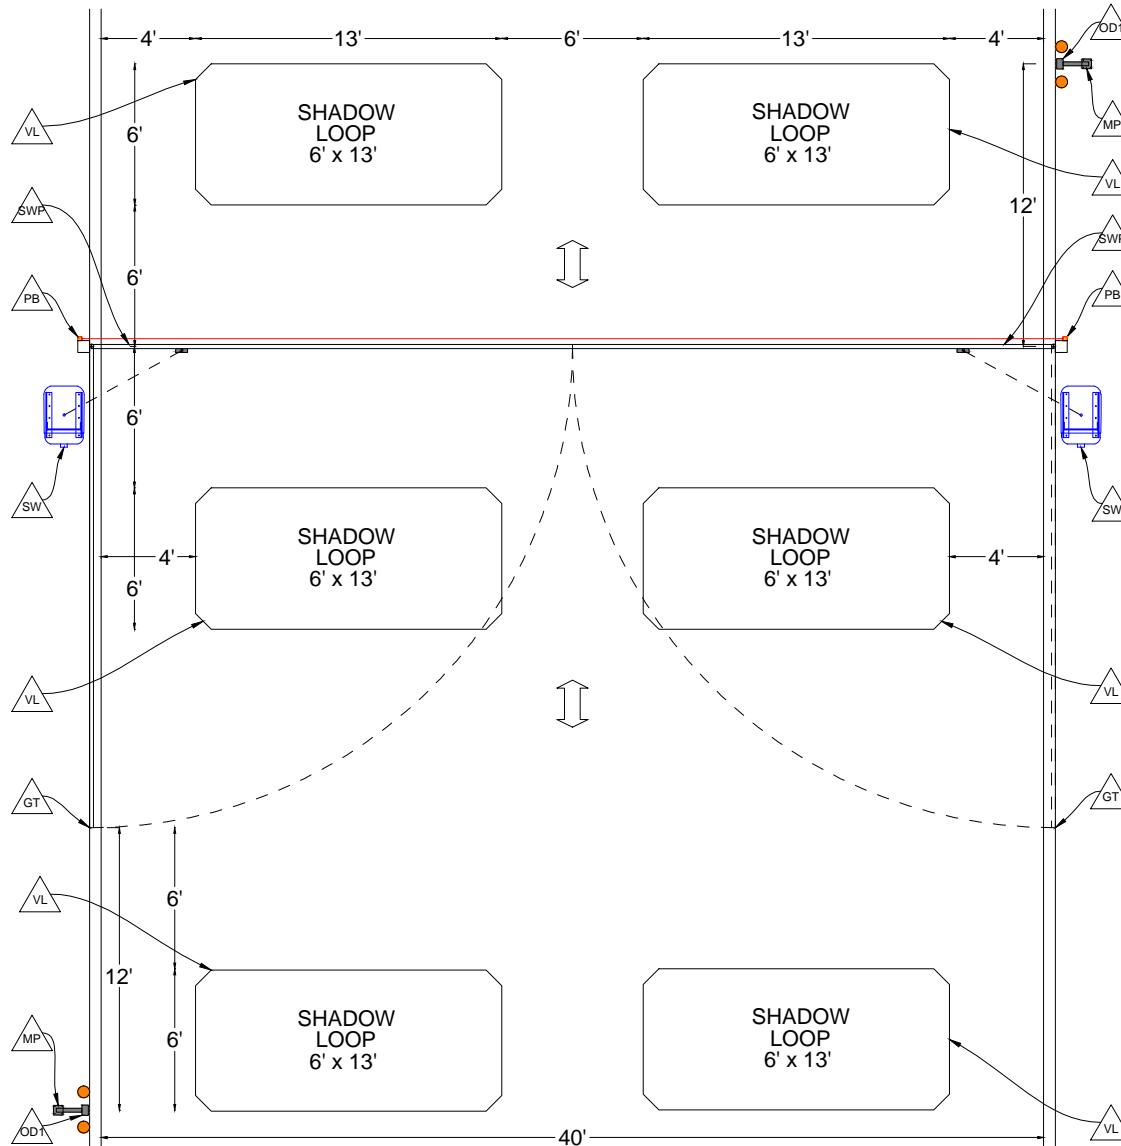 4' 13' 6' 13' 4'
OD1
SHADOW
LOOP
6' x 13'
SHADOW
LOOP
6' x 13'
VL
6'
MP
VL
12'
SWP
SWP
6'
PB
PB
6'
SW
SW
SHADOW
LOOP
6' x 13'
SHADOW
LOOP
6' x 13'
4'
4'
6'
VL
VL
GT
GT
VL
6'
12'
SHADOW
LOOP
6' x 13'
SHADOW
LOOP
6' x 13'
MP
6'
OD1
VL
40'